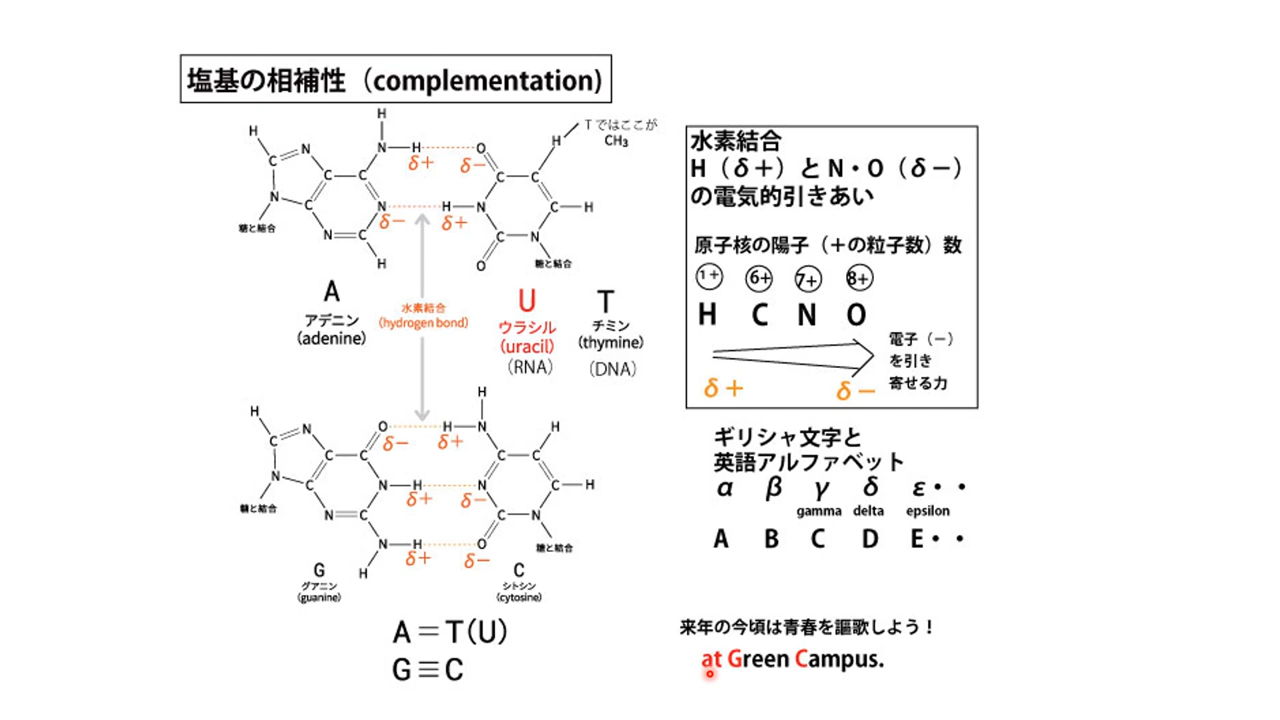 塩基の相補性（complementation)
H
H
N
C
N
C
C
N
H
C
C
N
糖と結合
N
C
H
δ+
δ−
δ−
δ+
O
C
H
Tではここが
CH₃
C
H
N
C
H
C
N
O
糖と結合
A
アデニン
(adenine)
水素結合
(hydrogen bond)
U
ウラシル
(uracil)
(RNA)
T
チミン
(thymine)
(DNA)
H
C
N
O
C
C
N
H
N
C
N
C
糖と結合
N
H
H
δ−
δ+
δ+
δ−
δ+
δ−
H
H
N
H
C
C
N
C
H
C
N
O
糖と結合
G
グアニン
(guanine)
C
シトシン
(cytosine)
A＝T(U)
G≡C
水素結合
H（δ＋）とN・O（δ−）
の電気的引きあい
原子核の陽子（＋の粒子数）数
1+ 6+ 7+ 8+
H C N O
電子（−）
を引き
寄せる力
δ＋ δ−
ギリシャ文字と
英語アルファベット
α β γ δ ε・・
gamma delta epsilon
A B C D E・・
来年の今頃は青春を謳歌しよう！
at Green Campus.